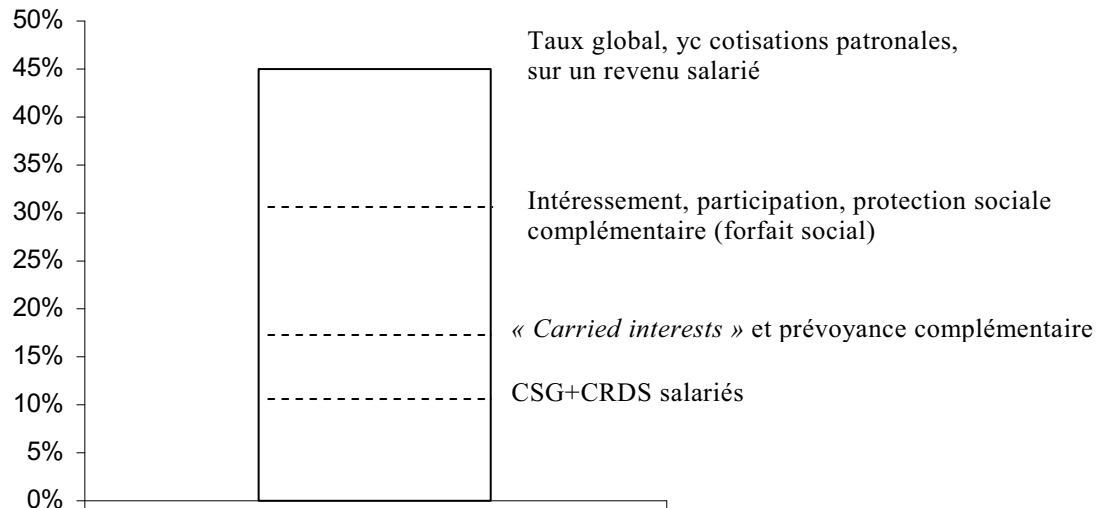 50%
Taux global, yc cotisations patronales,
45%
sur un revenu salarié
40%
35%
Intéressement, participation, protection sociale
30%
complémentaire (forfait social)
25%
20%
« Carried interests » et prévoyance complémentaire
15%
CSG+CRDS salariés
10%
5%
0%